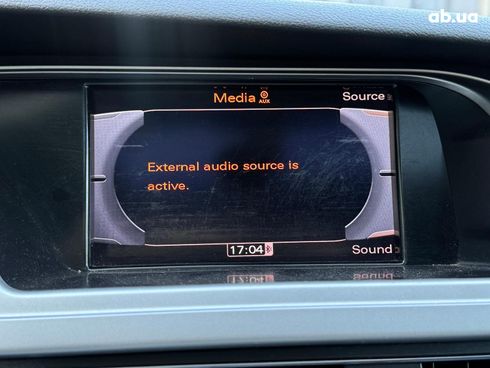 ab.ua
Media AUX
Source
External audio source is
active.
17:04
Sound